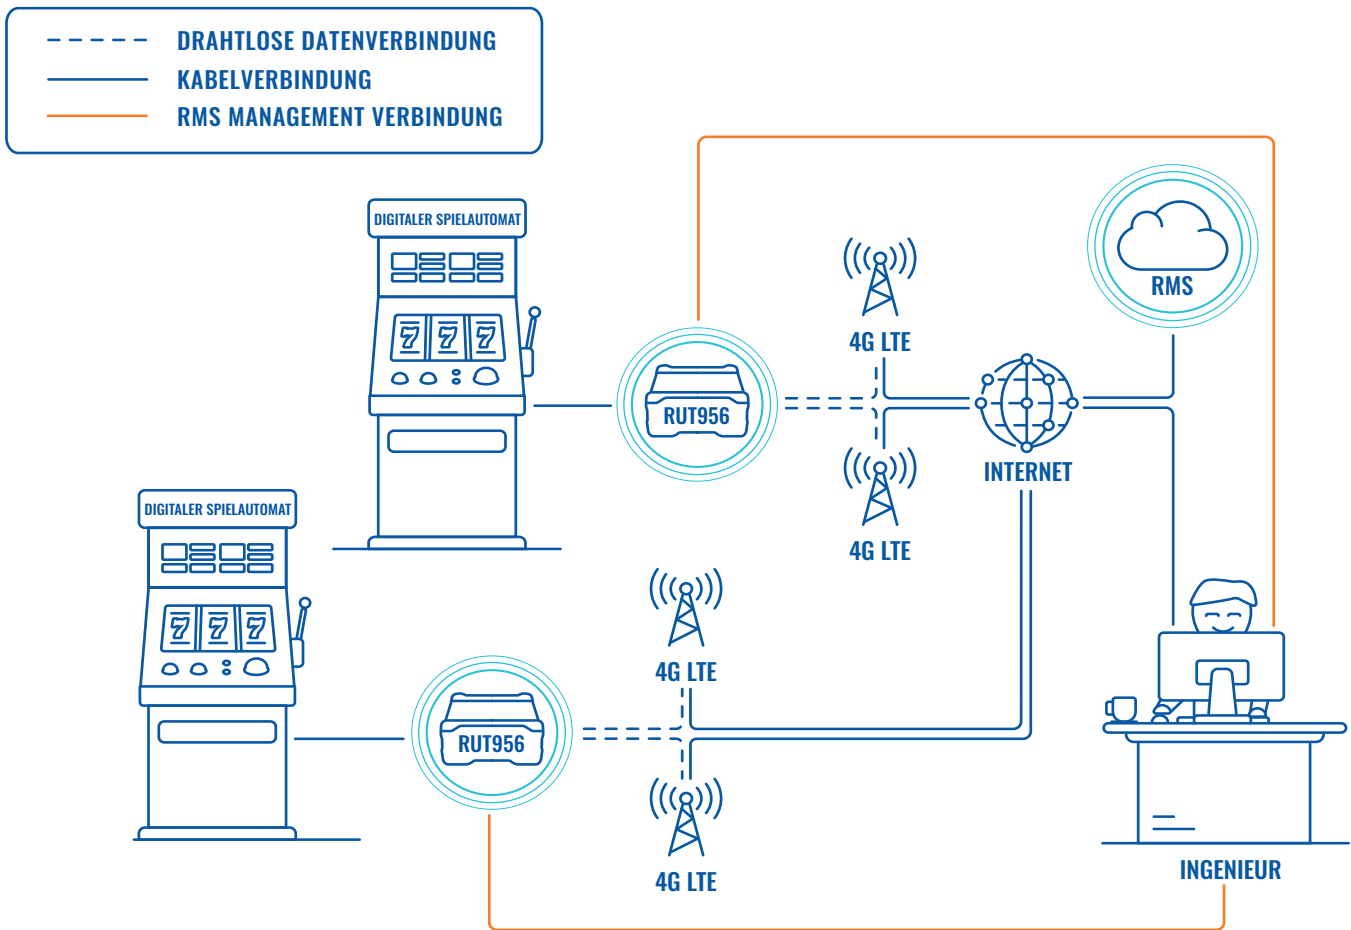 DRAHTLOSE DATENVERBINDUNG
KABELVERBINDUNG
RMS MANAGEMENT VERBINDUNG
DIGITALER SPIELAUTOMAT
777
RUT956
4G LTE
4G LTE
INTERNET
RMS
DIGITALER SPIELAUTOMAT
777
RUT956
4G LTE
4G LTE
INGENIEUR